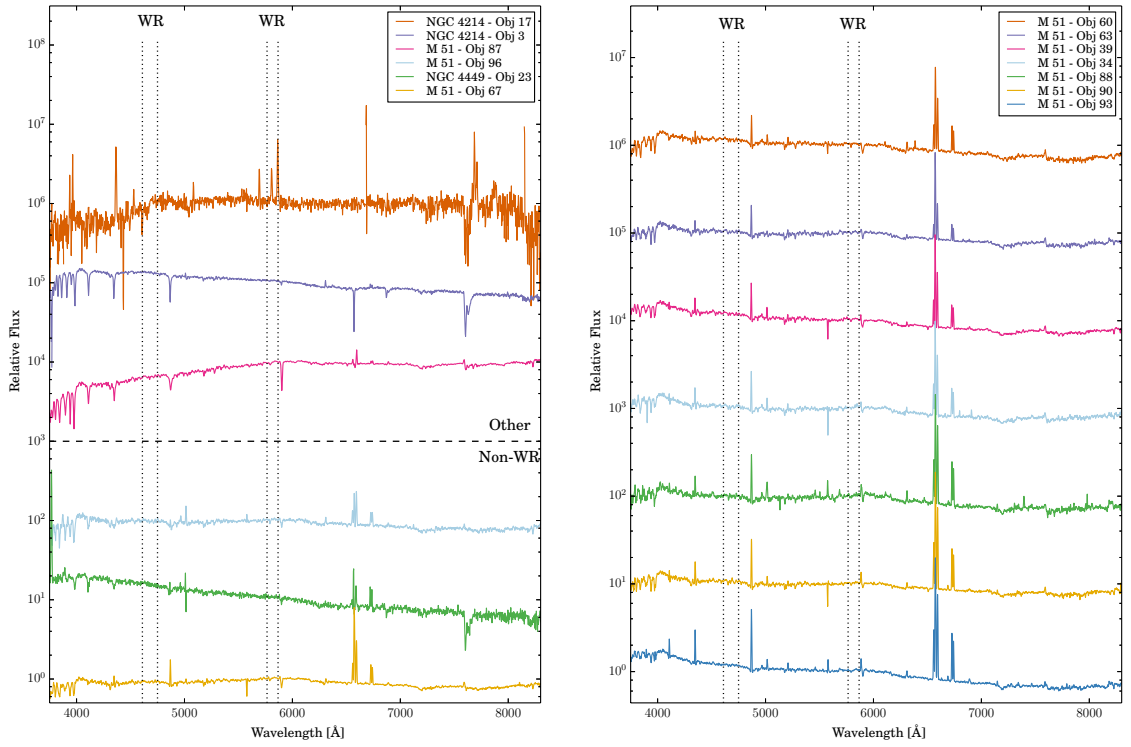 WR
WR
NGC 4214 - Obj 17
NGC 4214 - Obj 3
M 51 - Obj 87
M 51 - Obj 96
NGC 4449 - Obj 23
M 51 - Obj 67
10^8
10^7
10^6
10^5
10^4
10^3
10^2
10^1
10^0
Relative Flux
Other
Non-WR
4000
5000
6000
7000
8000
Wavelength [Å]
WR
WR
M 51 - Obj 60
M 51 - Obj 63
M 51 - Obj 39
M 51 - Obj 34
M 51 - Obj 88
M 51 - Obj 90
M 51 - Obj 93
10^7
10^6
10^5
10^4
10^3
10^2
10^1
10^0
Relative Flux
4000
5000
6000
7000
8000
Wavelength [Å]